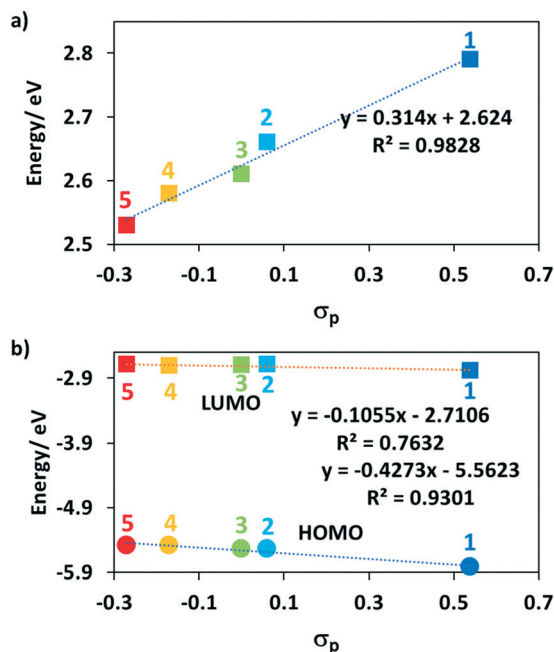 a)
Energy/ eV
2.8
2.7
2.6
2.5
1
2
3
4
5
y = 0.314x + 2.624
R² = 0.9828
-0.3 -0.1 0.1 0.3 0.5 0.7
σp
b)
Energy/ eV
-2.9
-3.9
-4.9
-5.9
5 4 3 2 1
LUMO
y = -0.1055x - 2.7106
R² = 0.7632
y = -0.4273x - 5.5623
R² = 0.9301
HOMO
5 4 3 2 1
-0.3 -0.1 0.1 0.3 0.5 0.7
σp